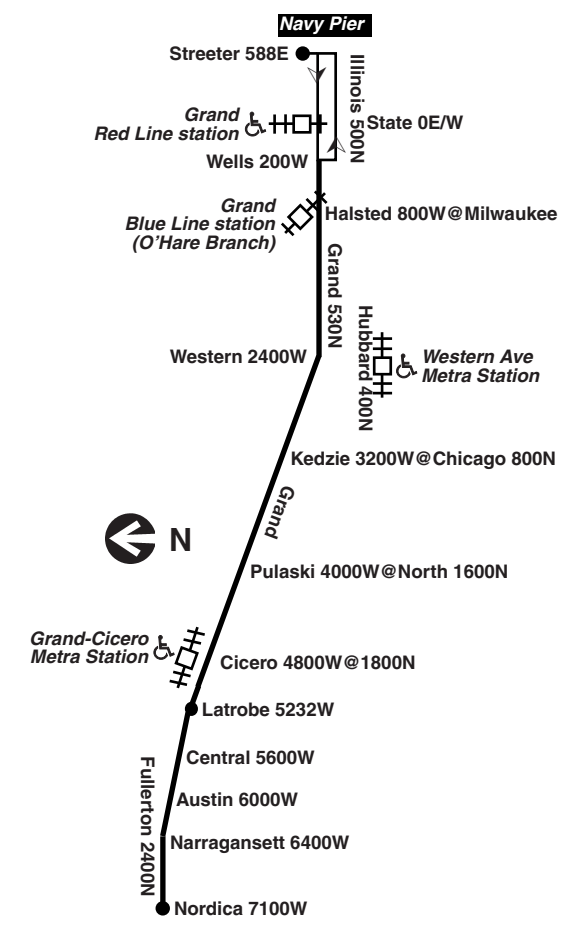 Navy Pier
Streeter 588E
Illinois 500N
Grand
Red Line station
State 0E/W
Wells 200W
Grand
Blue Line station
(O'Hare Branch)
Halsted 800W@Milwaukee
Grand 530N
Hubbard 400N
Western 2400W
Western Ave
Metra Station
Kedzie 3200W@Chicago 800N
Grand
N
Pulaski 4000W@North 1600N
Grand-Cicero
Metra Station
Cicero 4800W@1800N
Latrobe 5232W
Central 5600W
Fullerton 2400N
Austin 6000W
Narragansett 6400W
Nordica 7100W